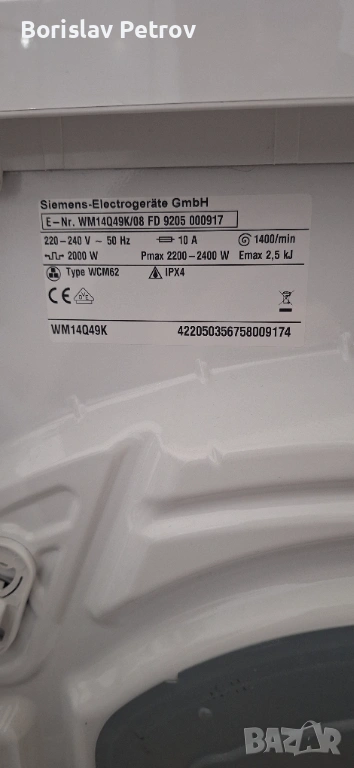 Borislav Petrov
Siemens-Electrogeräte GmbH
E-Nr. WM14Q49K/08 FD 9205 000917
220-240 V ~ 50 Hz 10 A 1400/min
2000 W Pmax 2200-2400 W Emax 2,5 kJ
Type WCM62 IPX4
CE
WM14Q49K 422050356758009174
BAZAR